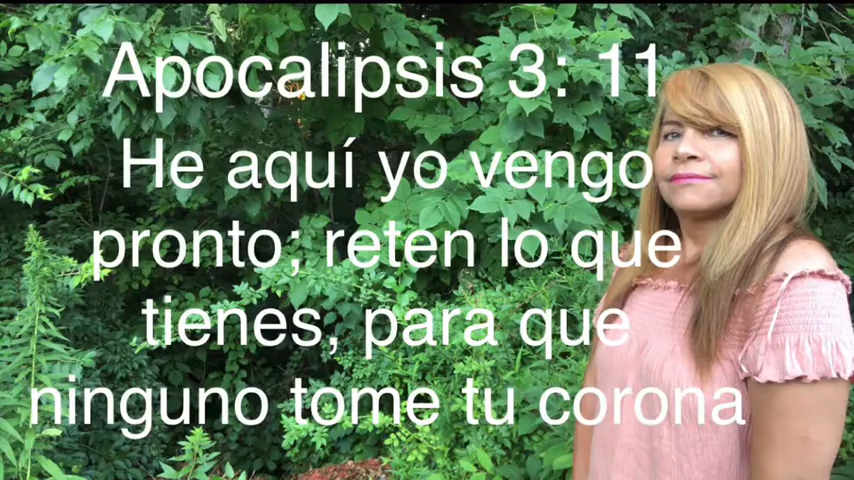 Apocalipsis 3: 11
He aquí yo vengo
pronto; reten lo que
tienes, para que
ninguno tome tu corona